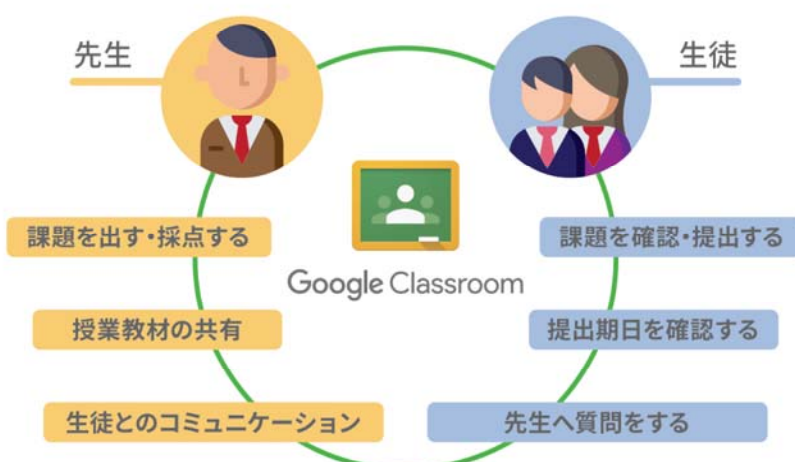 先生
生徒
課題を出す・採点する
課題を確認・提出する
Google Classroom
授業教材の共有
提出期日を確認する
生徒とのコミュニケーション
先生へ質問をする